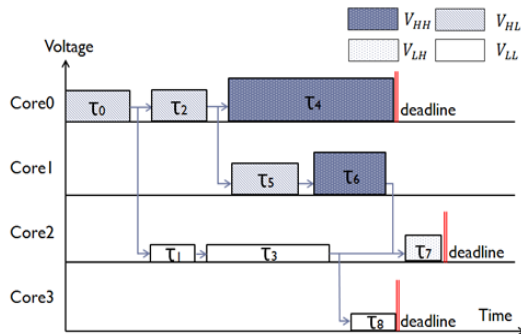 V_HH V_HL
V_LH V_LL
Voltage
Core0 τ0 τ2 τ4 deadline
Core1 τ5 τ6
Core2 τ1 τ3 τ7 deadline
Core3 τ8 deadline Time